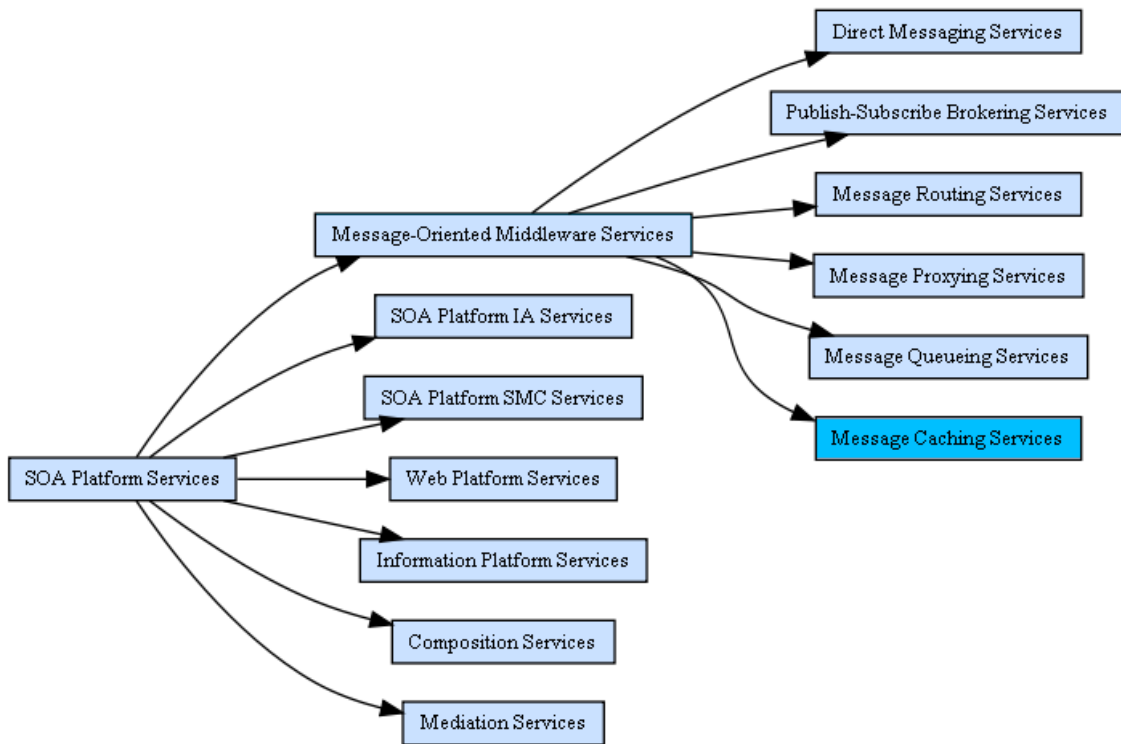 Direct Messaging Services
Publish-Subscribe Brokering Services
Message Routing Services
Message-Oriented Middleware Services
Message Proxying Services
SOA Platform IA Services
Message Queueing Services
SOA Platform SMC Services
Message Caching Services
SOA Platform Services
Web Platform Services
Information Platform Services
Composition Services
Mediation Services